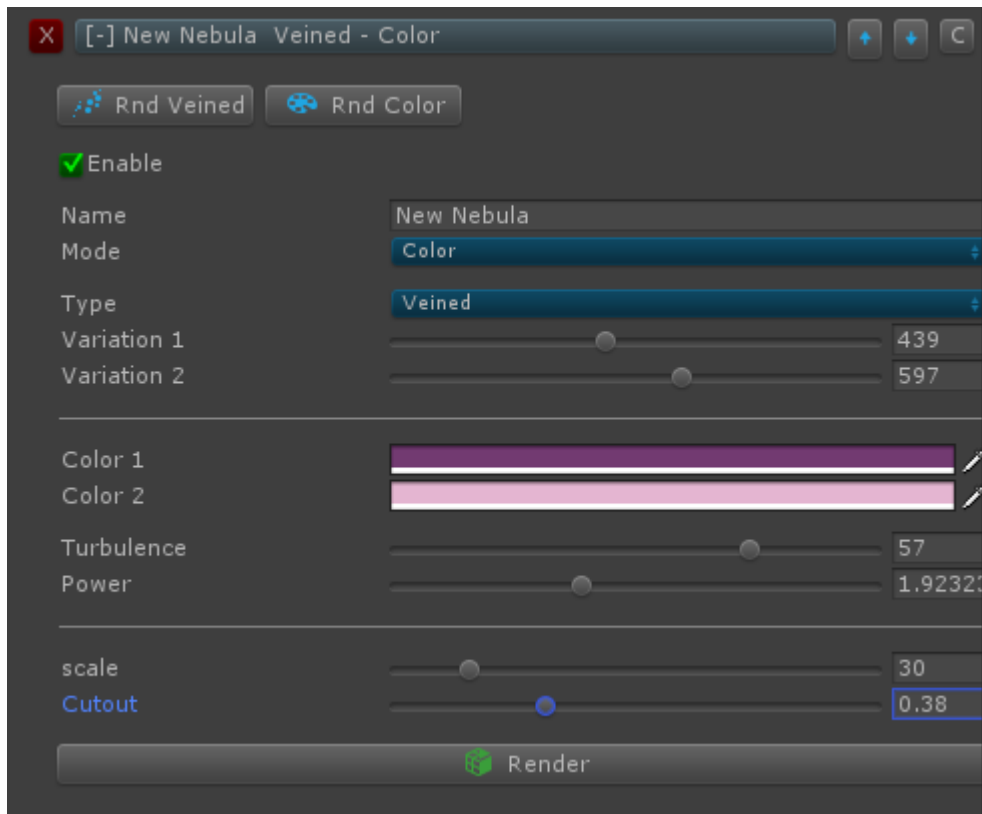 X [-] New Nebula Veined - Color C
Rnd Veined Rnd Color
Enable
Name New Nebula
Mode Color
Type Veined
Variation 1 439
Variation 2 597
Color 1
Color 2
Turbulence 57
Power 1.92323
scale 30
Cutout 0.38
Render